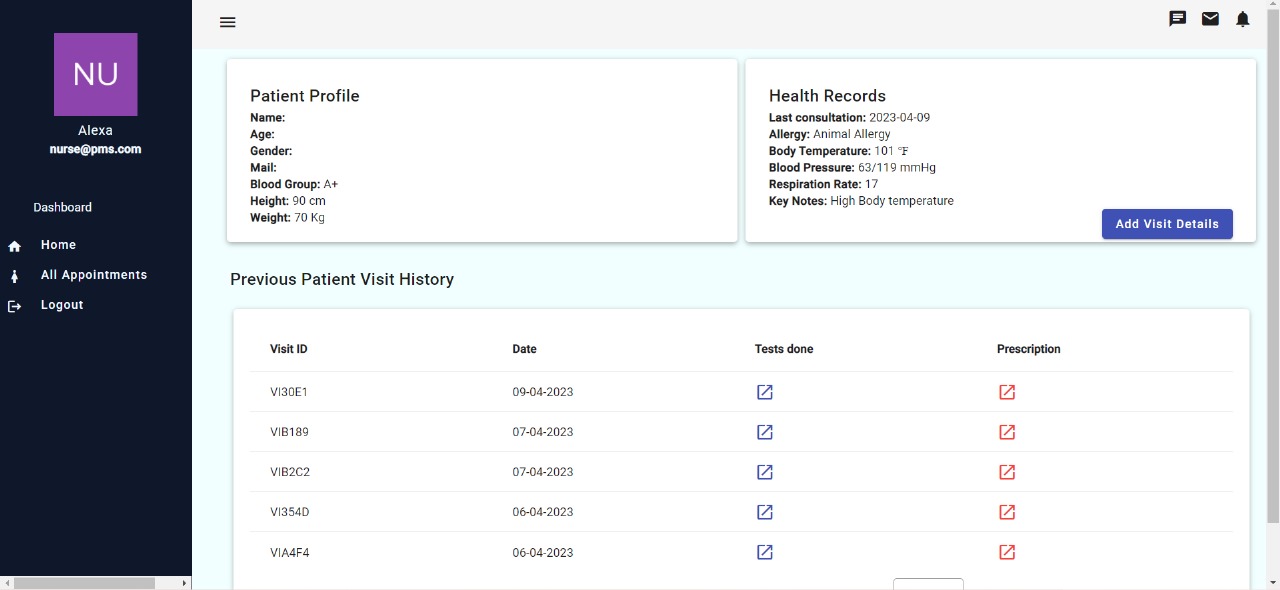 NU
Alexa
nurse@pms.com
Dashboard
Home
All Appointments
Logout
Patient Profile
Name:
Age:
Gender:
Mail:
Blood Group: A+
Height: 90 cm
Weight: 70 Kg
Health Records
Last consultation: 2023-04-09
Allergy: Animal Allergy
Body Temperature: 101 °F
Blood Pressure: 63/119 mmHg
Respiration Rate: 17
Key Notes: High Body temperature
Add Visit Details
Previous Patient Visit History
Visit ID Date Tests done Prescription
VI30E1 09-04-2023
VIB189 07-04-2023
VIB2C2 07-04-2023
VI354D 06-04-2023
VIA4F4 06-04-2023